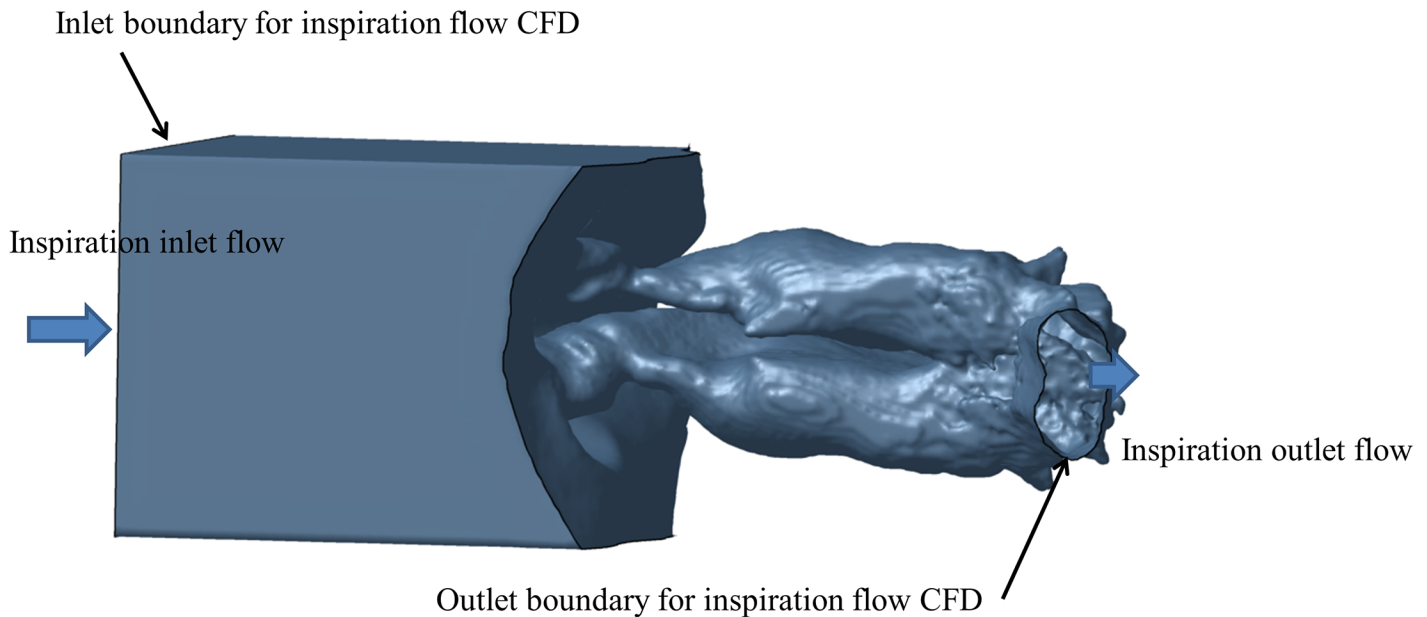 Inlet boundary for inspiration flow CFD
Inspiration inlet flow
Inspiration outlet flow
Outlet boundary for inspiration flow CFD